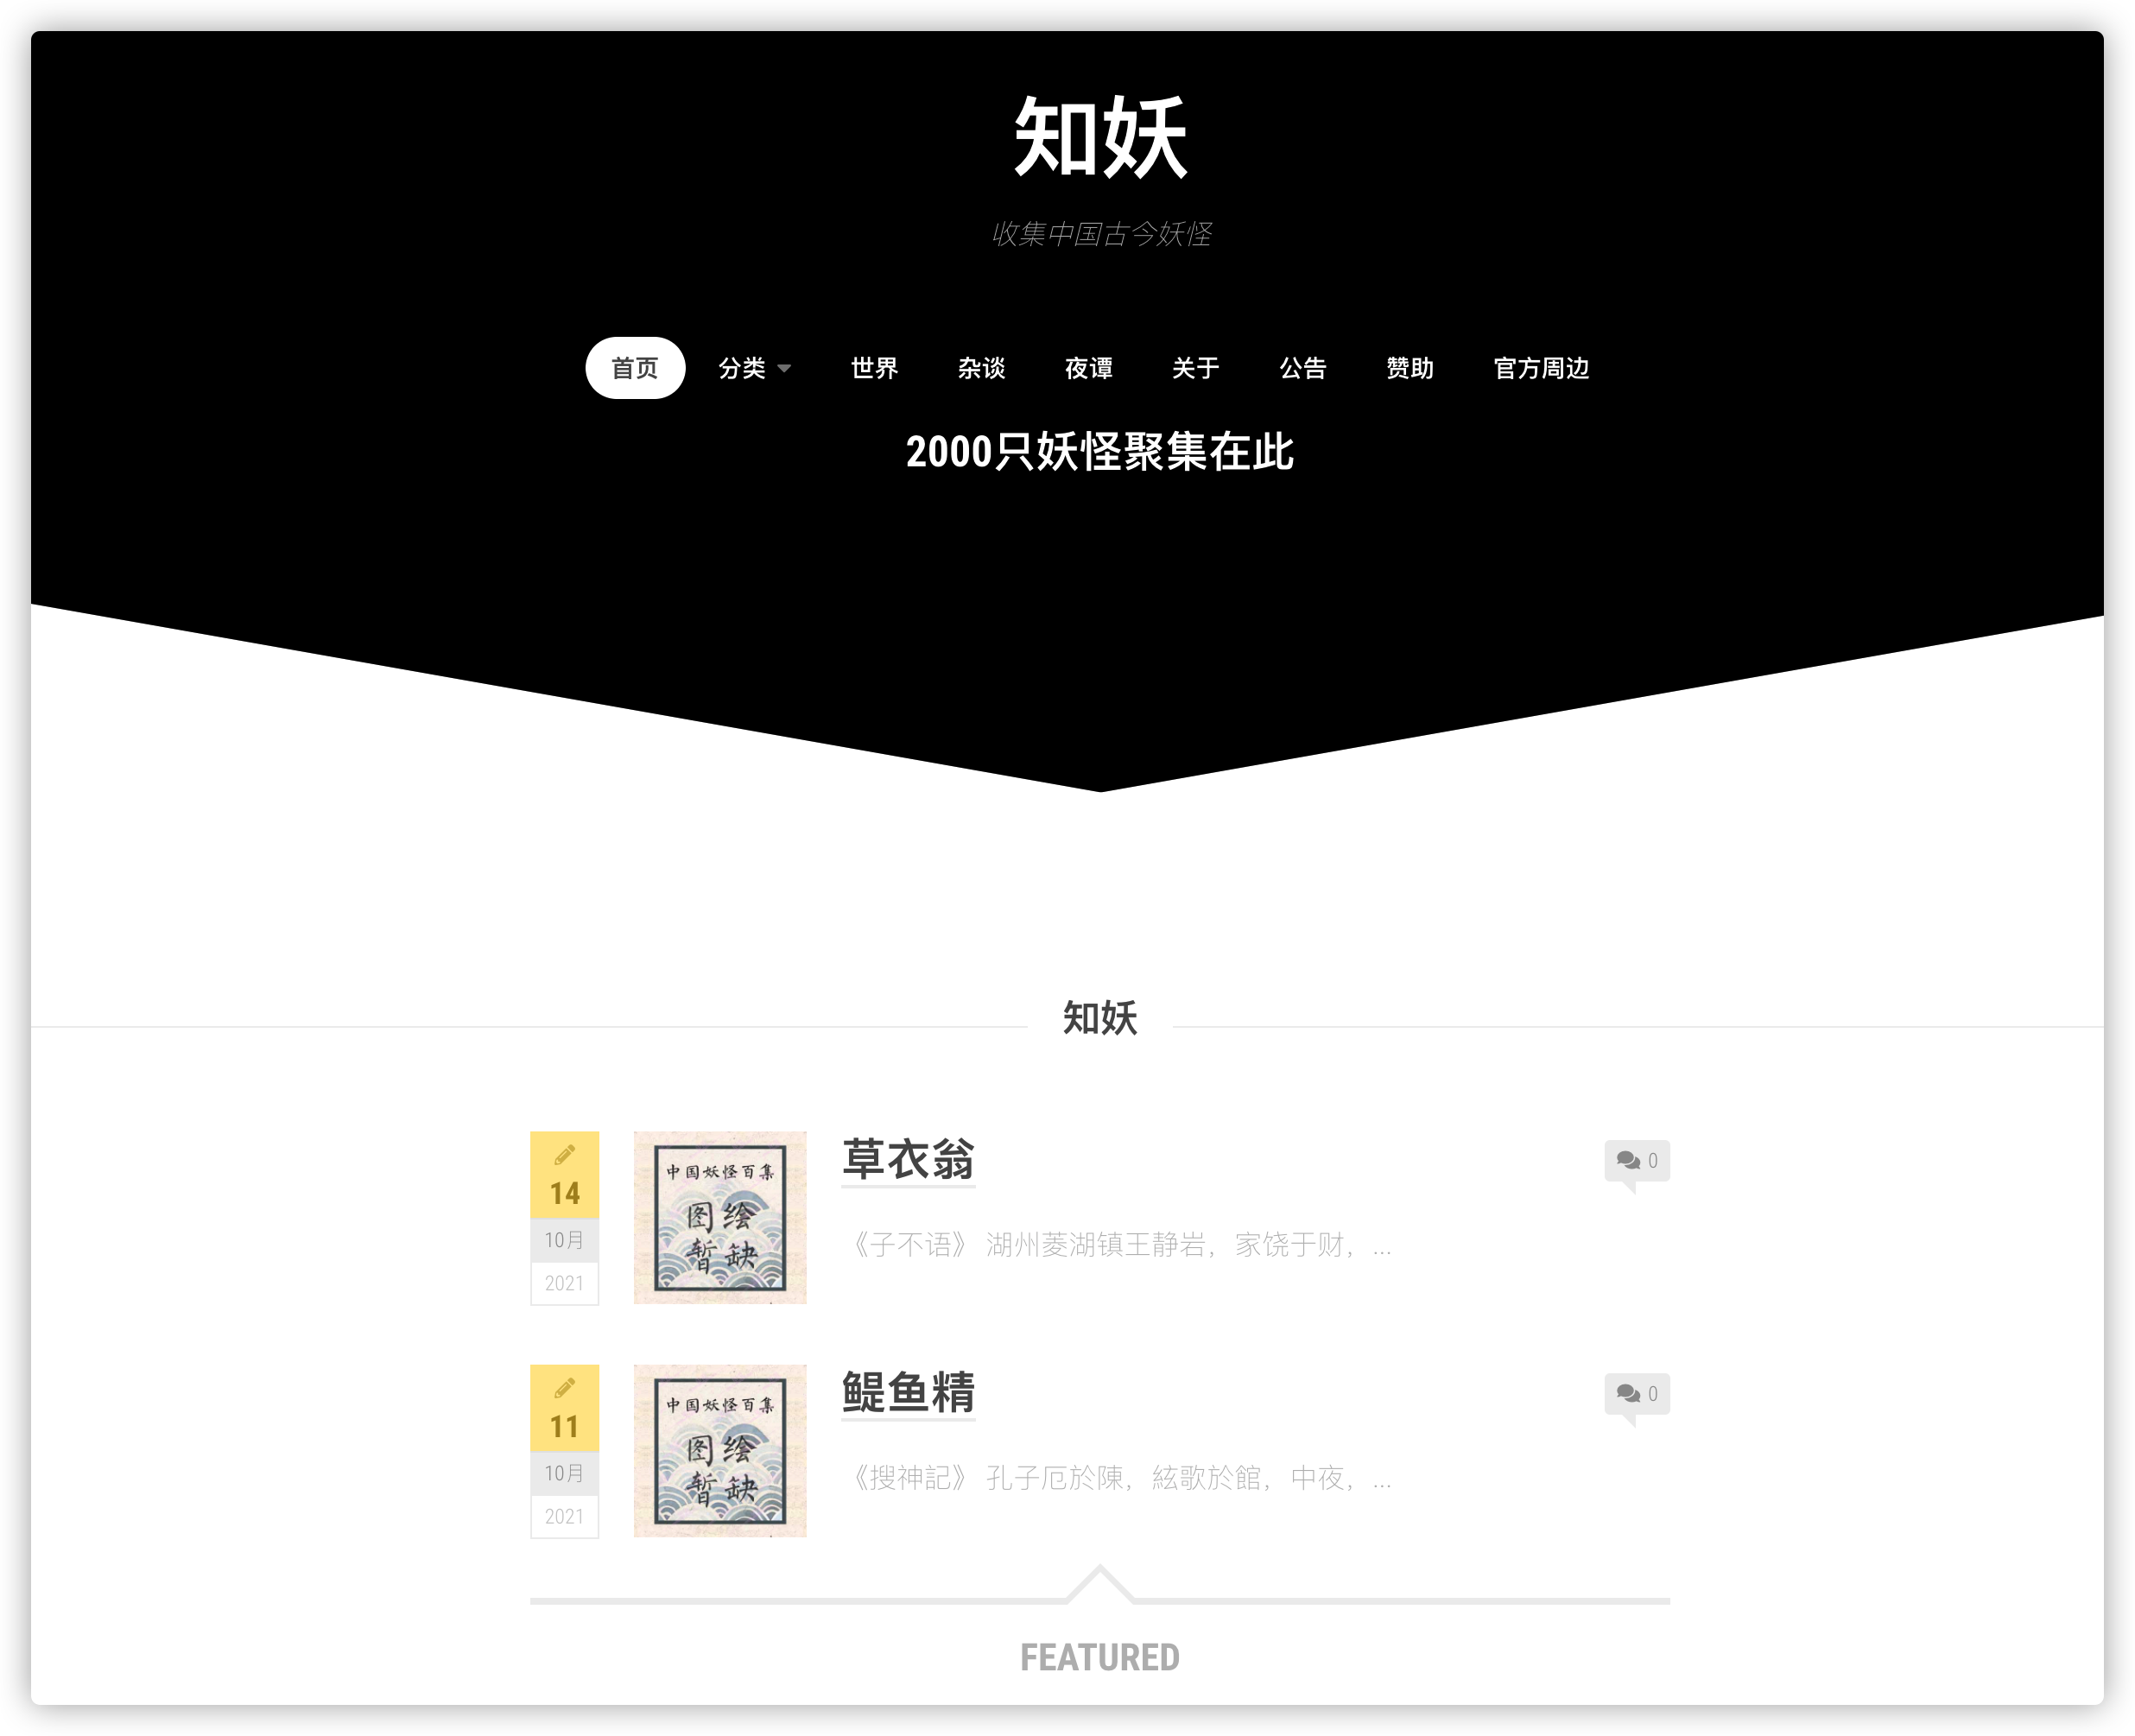 知妖
收集中国古今妖怪
首页 分类 世界 杂谈 夜谭 关于 公告 赞助 官方周边
2000只妖怪聚集在此
知妖
14
10月
2021
中国妖怪百集
图绘
暂缺
草衣翁
《子不语》 湖州菱湖镇王静岩，家饶于财，...
0
11
10月
2021
中国妖怪百集
图绘
暂缺
鳀鱼精
《搜神記》 孔子厄於陳，絃歌於館，中夜，...
0
FEATURED